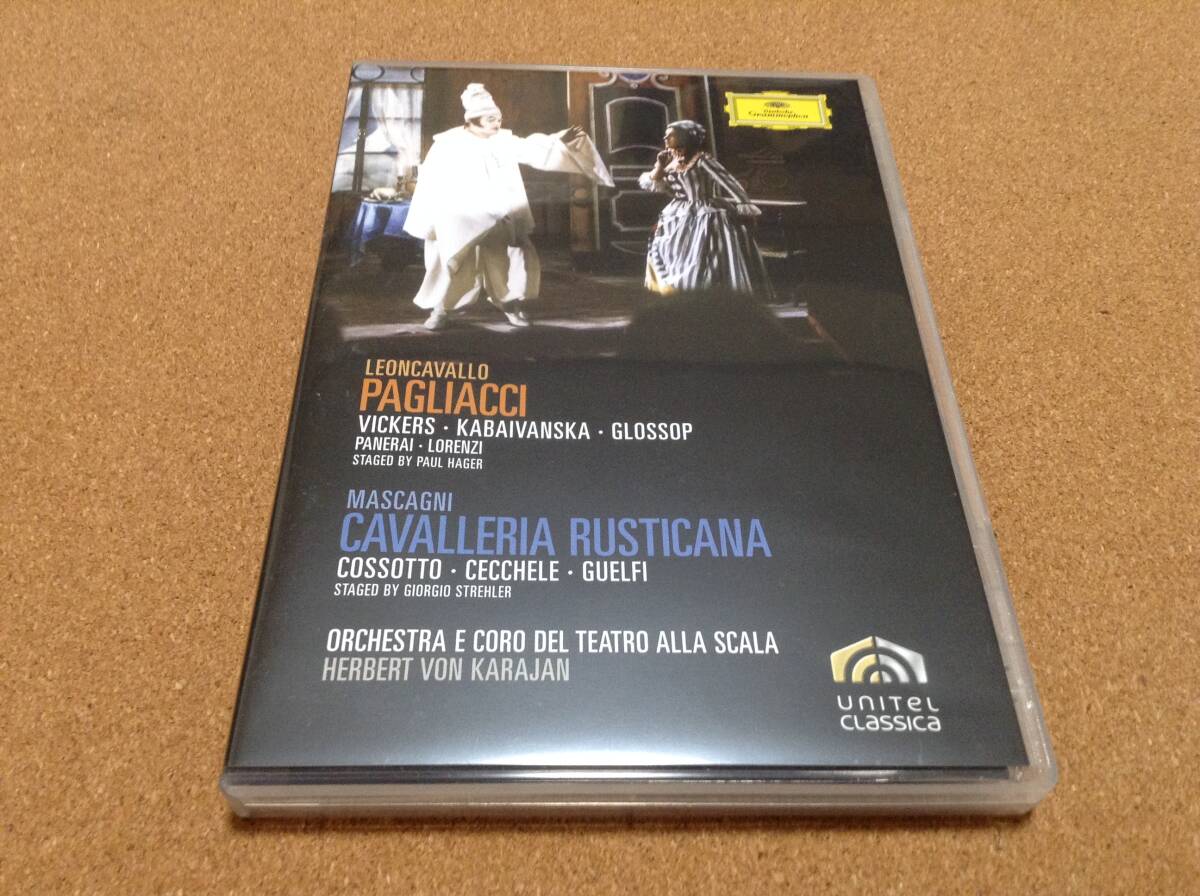 Deutsche
Grammophon
LEONCAVALLO
PAGLIACCI
VICKERS · KABAIVANSKA · GLOSSOP
PANERAI · LORENZI
STAGED BY PAUL HAGER
MASCAGNI
CAVALLERIA RUSTICANA
COSSOTTO · CECCHELE · GUELFI
STAGED BY GIORGIO STREHLER
ORCHESTRA E CORO DEL TEATRO ALLA SCALA
HERBERT VON KARAJAN
UNITEL
CLASSICA